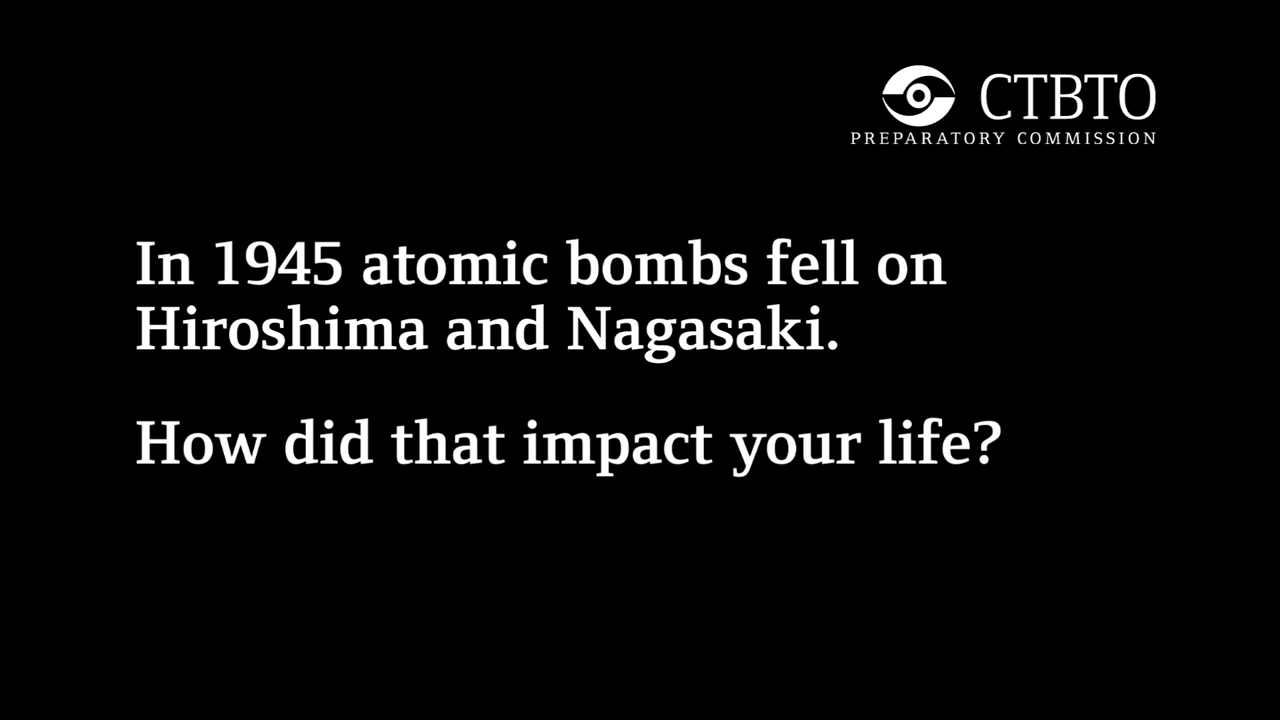 CTBTO
PREPARATORY COMMISSION
In 1945 atomic bombs fell on
Hiroshima and Nagasaki.
How did that impact your life?